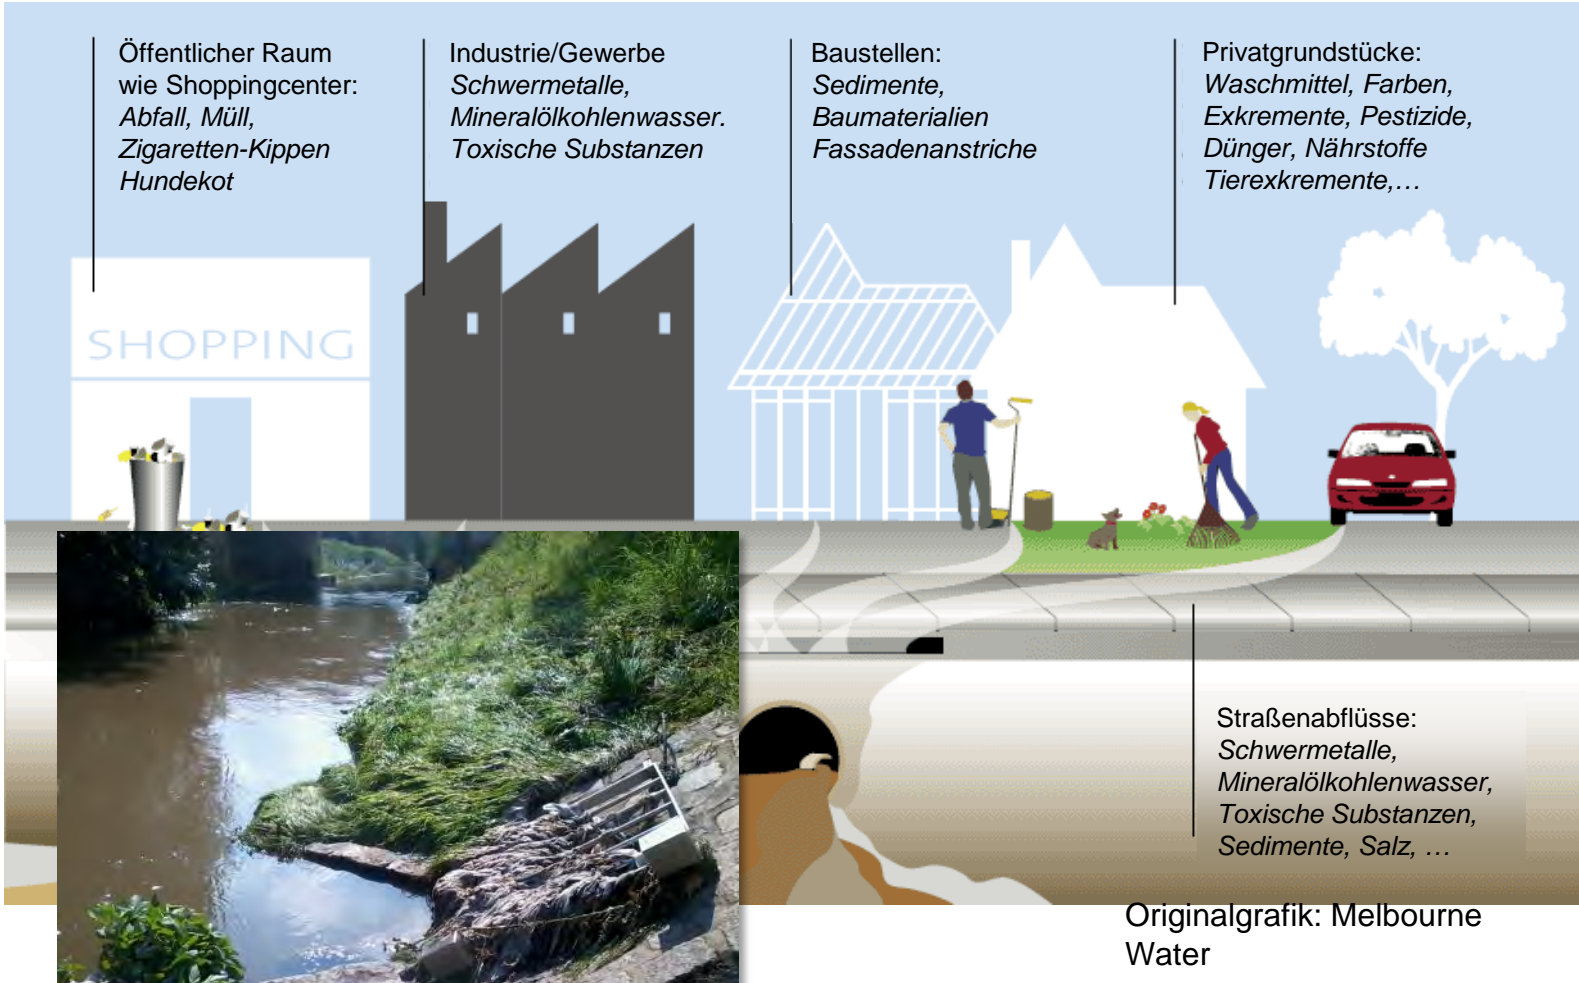 Öffentlicher Raum
wie Shoppingcenter:
Abfall, Müll,
Zigaretten-Kippen
Hundekot
Industrie/Gewerbe
Schwermetalle,
Mineralölkohlenwasser.
Toxische Substanzen
Baustellen:
Sedimente,
Baumaterialien
Fassadenanstriche
Privatgrundstücke:
Waschmittel, Farben,
Exkremente, Pestizide,
Dünger, Nährstoffe
Tierexkremente,…
SHOPPING
Straßenabflüsse:
Schwermetalle,
Mineralölkohlenwasser,
Toxische Substanzen,
Sedimente, Salz, …
Originalgrafik: Melbourne
Water